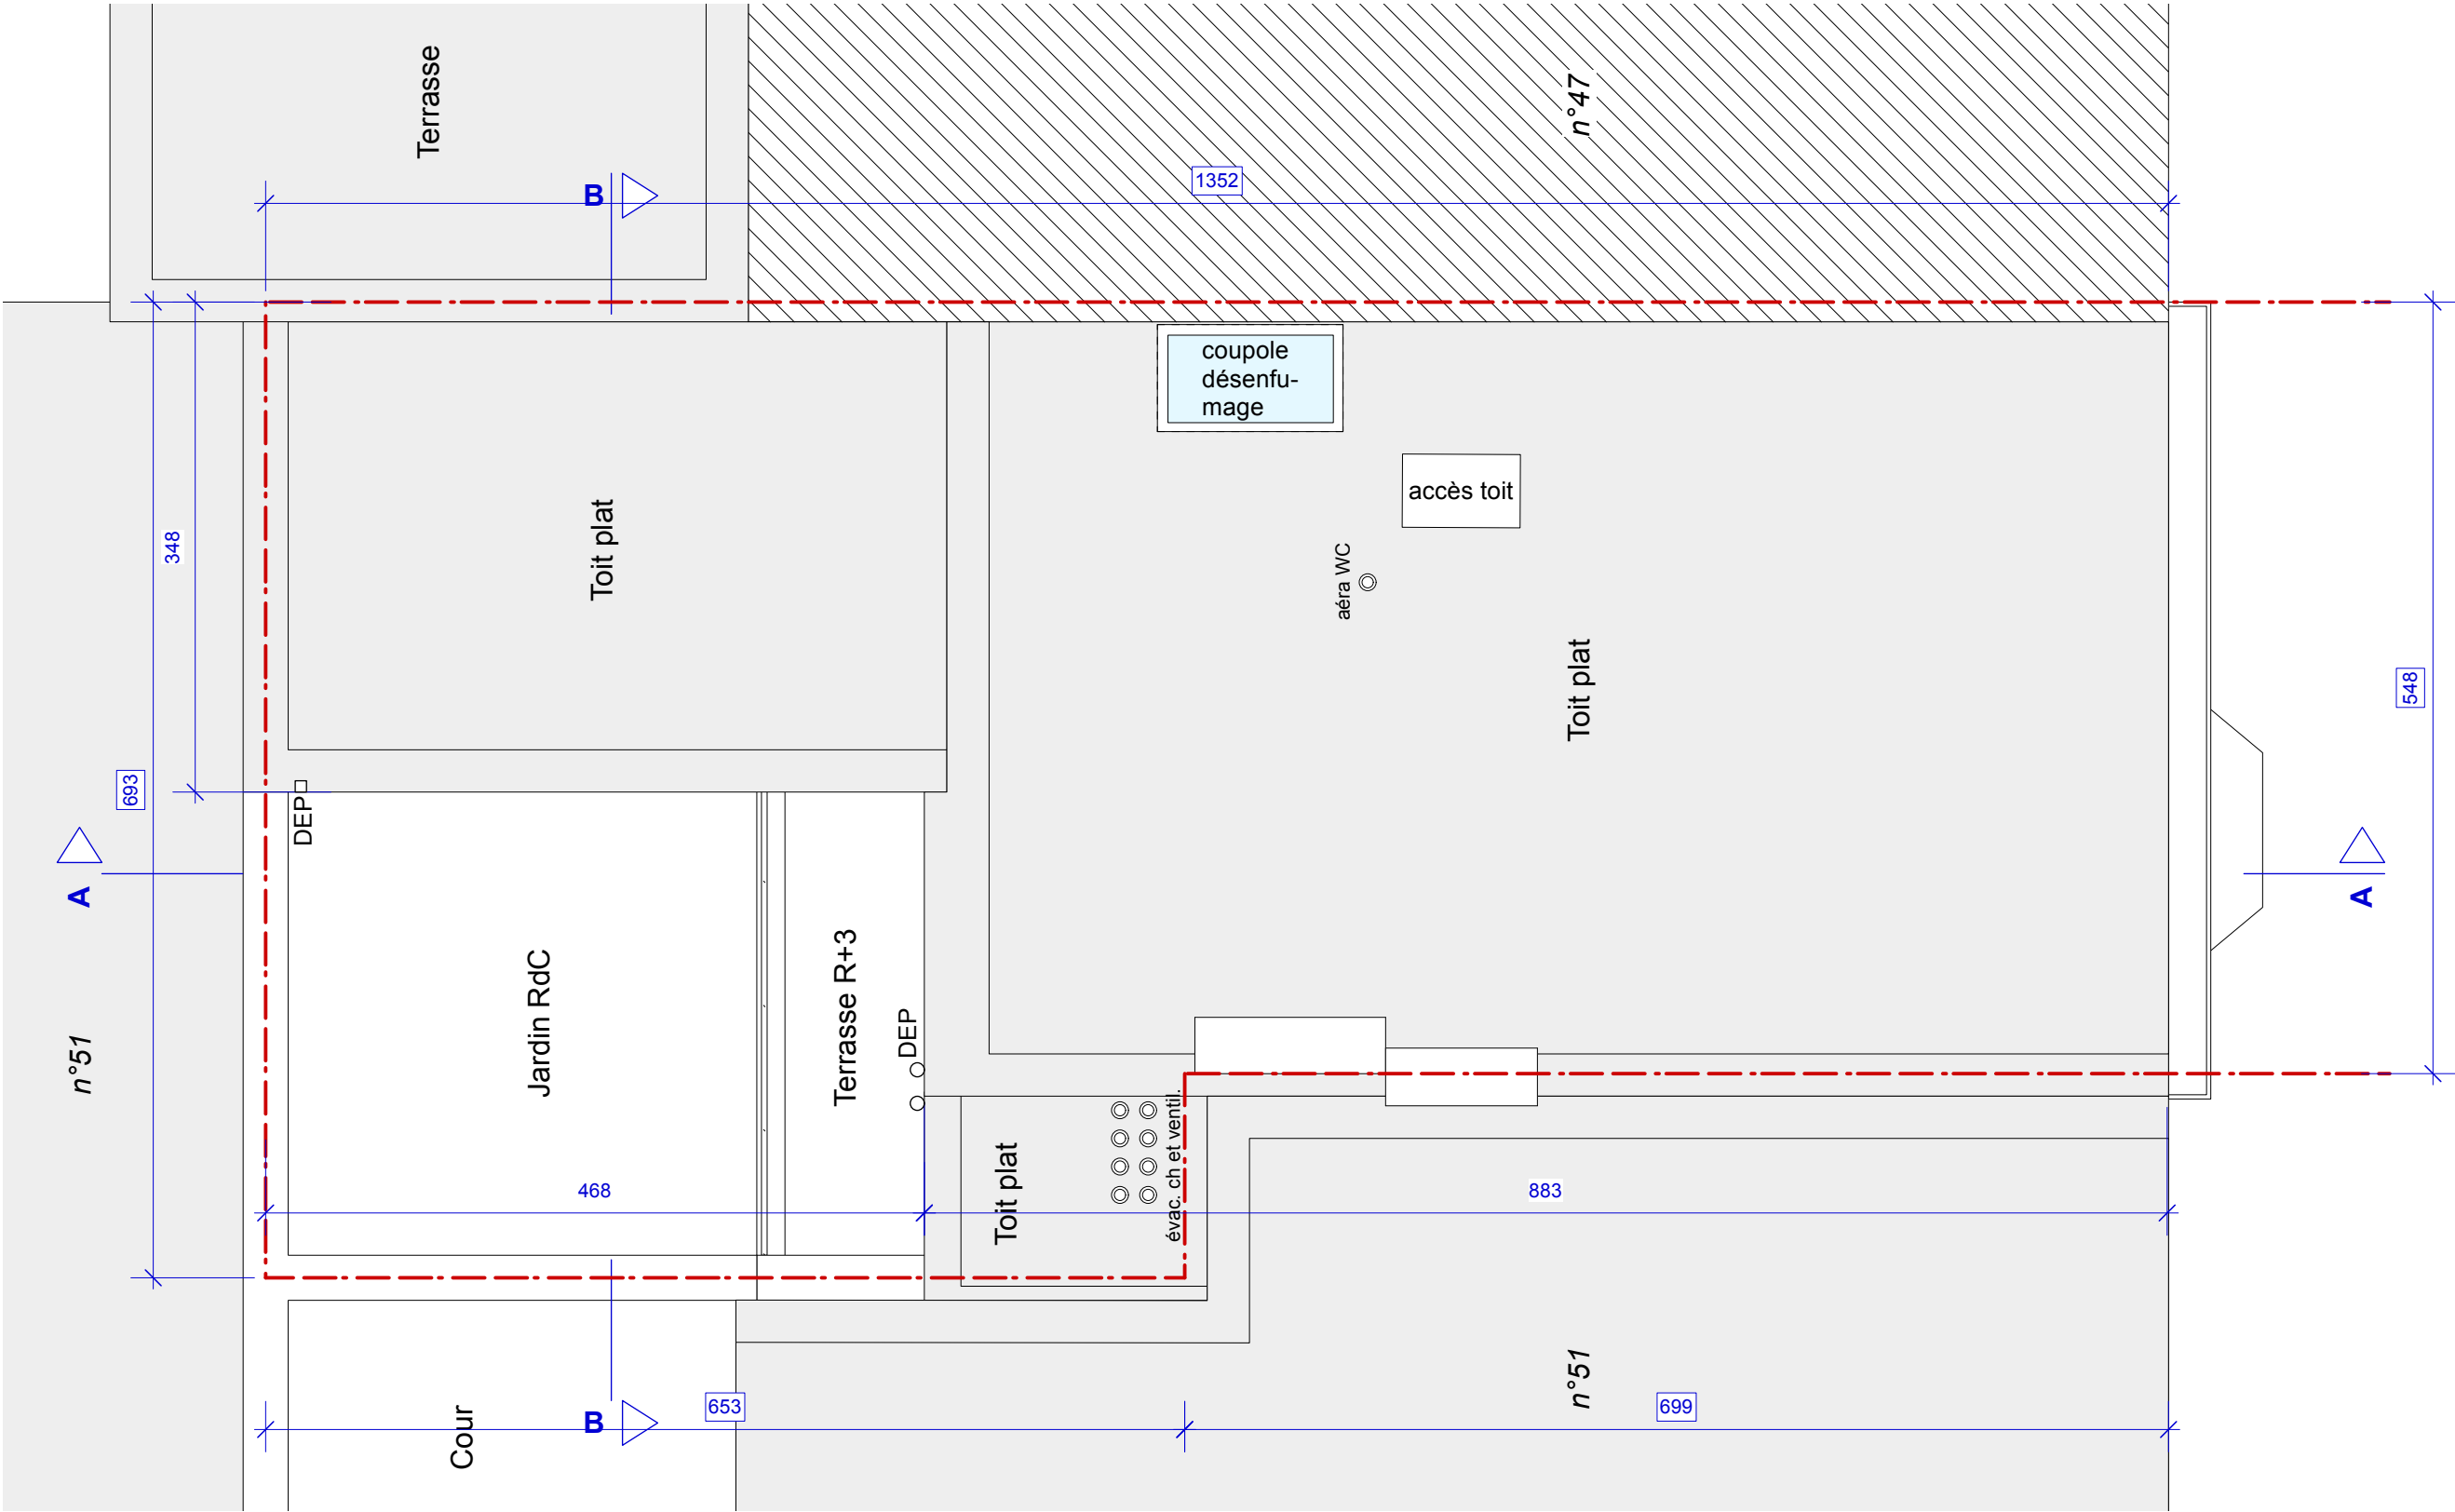 Terrasse
n°47
B
1352
coupole
désenfu-
mage
accès toit
348
Toit plat
aéra WC
Toit plat
548
693
DEP
A
A
Jardin RdC
Terrasse R+3
DEP
n°51
évac. ch et ventil.
Toit plat
468
883
n°51
653
699
B
Cour